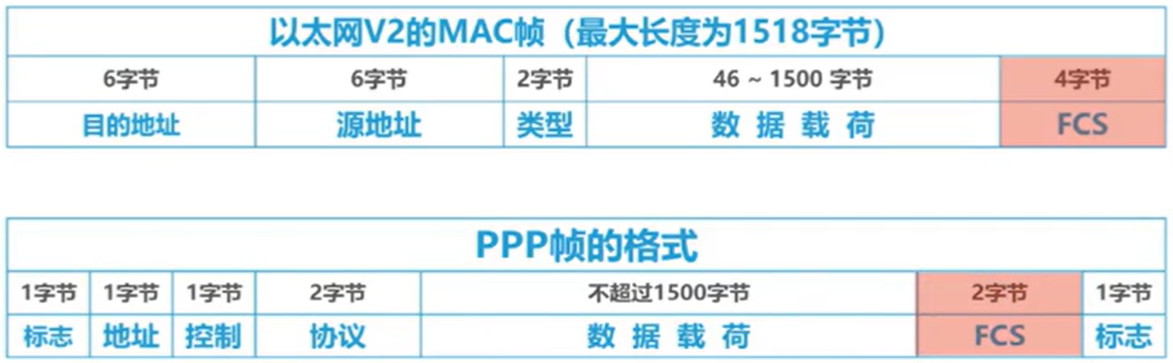 以太网V2的MAC帧（最大长度为1518字节）
6字节 6字节 2字节 46 ~ 1500 字节 4字节
目的地址 源地址 类型 数 据 载 荷 FCS
PPP帧的格式
1字节 1字节 1字节 2字节 不超过1500字节 2字节 1字节
标志 地址 控制 协议 数 据 载 荷 FCS 标志